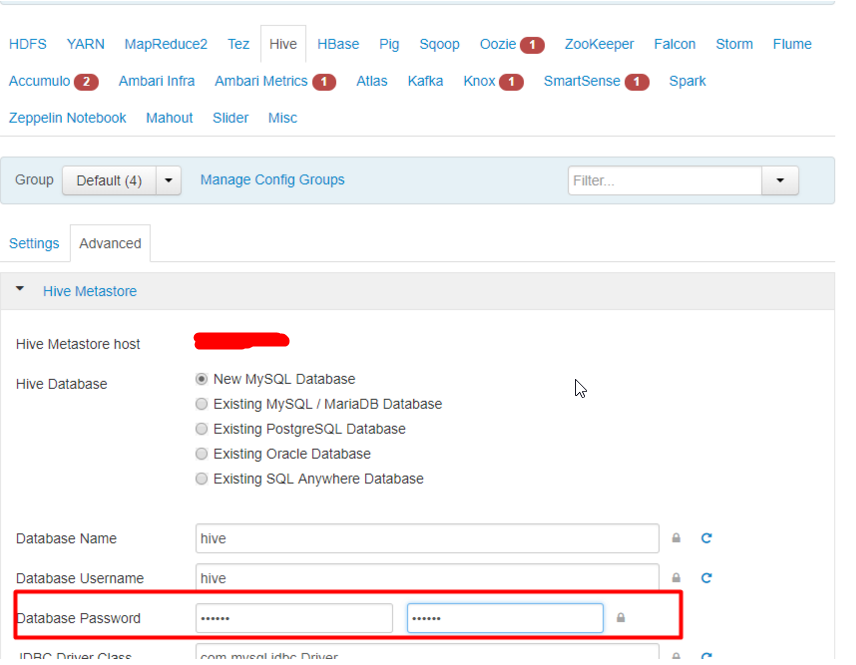 HDFS YARN MapReduce2 Tez Hive HBase Pig Sqoop Oozie 1 ZooKeeper Falcon Storm Flume
Accumulo 2 Ambari Infra Ambari Metrics 1 Atlas Kafka Knox 1 SmartSense 1 Spark
Zeppelin Notebook Mahout Slider Misc
Group Default (4) Manage Config Groups Filter...
Settings Advanced
Hive Metastore
Hive Metastore host
Hive Database New MySQL Database
Existing MySQL / MariaDB Database
Existing PostgreSQL Database
Existing Oracle Database
Existing SQL Anywhere Database
Database Name hive
Database Username hive
Database Password •••••• ••••••
JDBC Driver Class com.mysql.jdbc.Driver